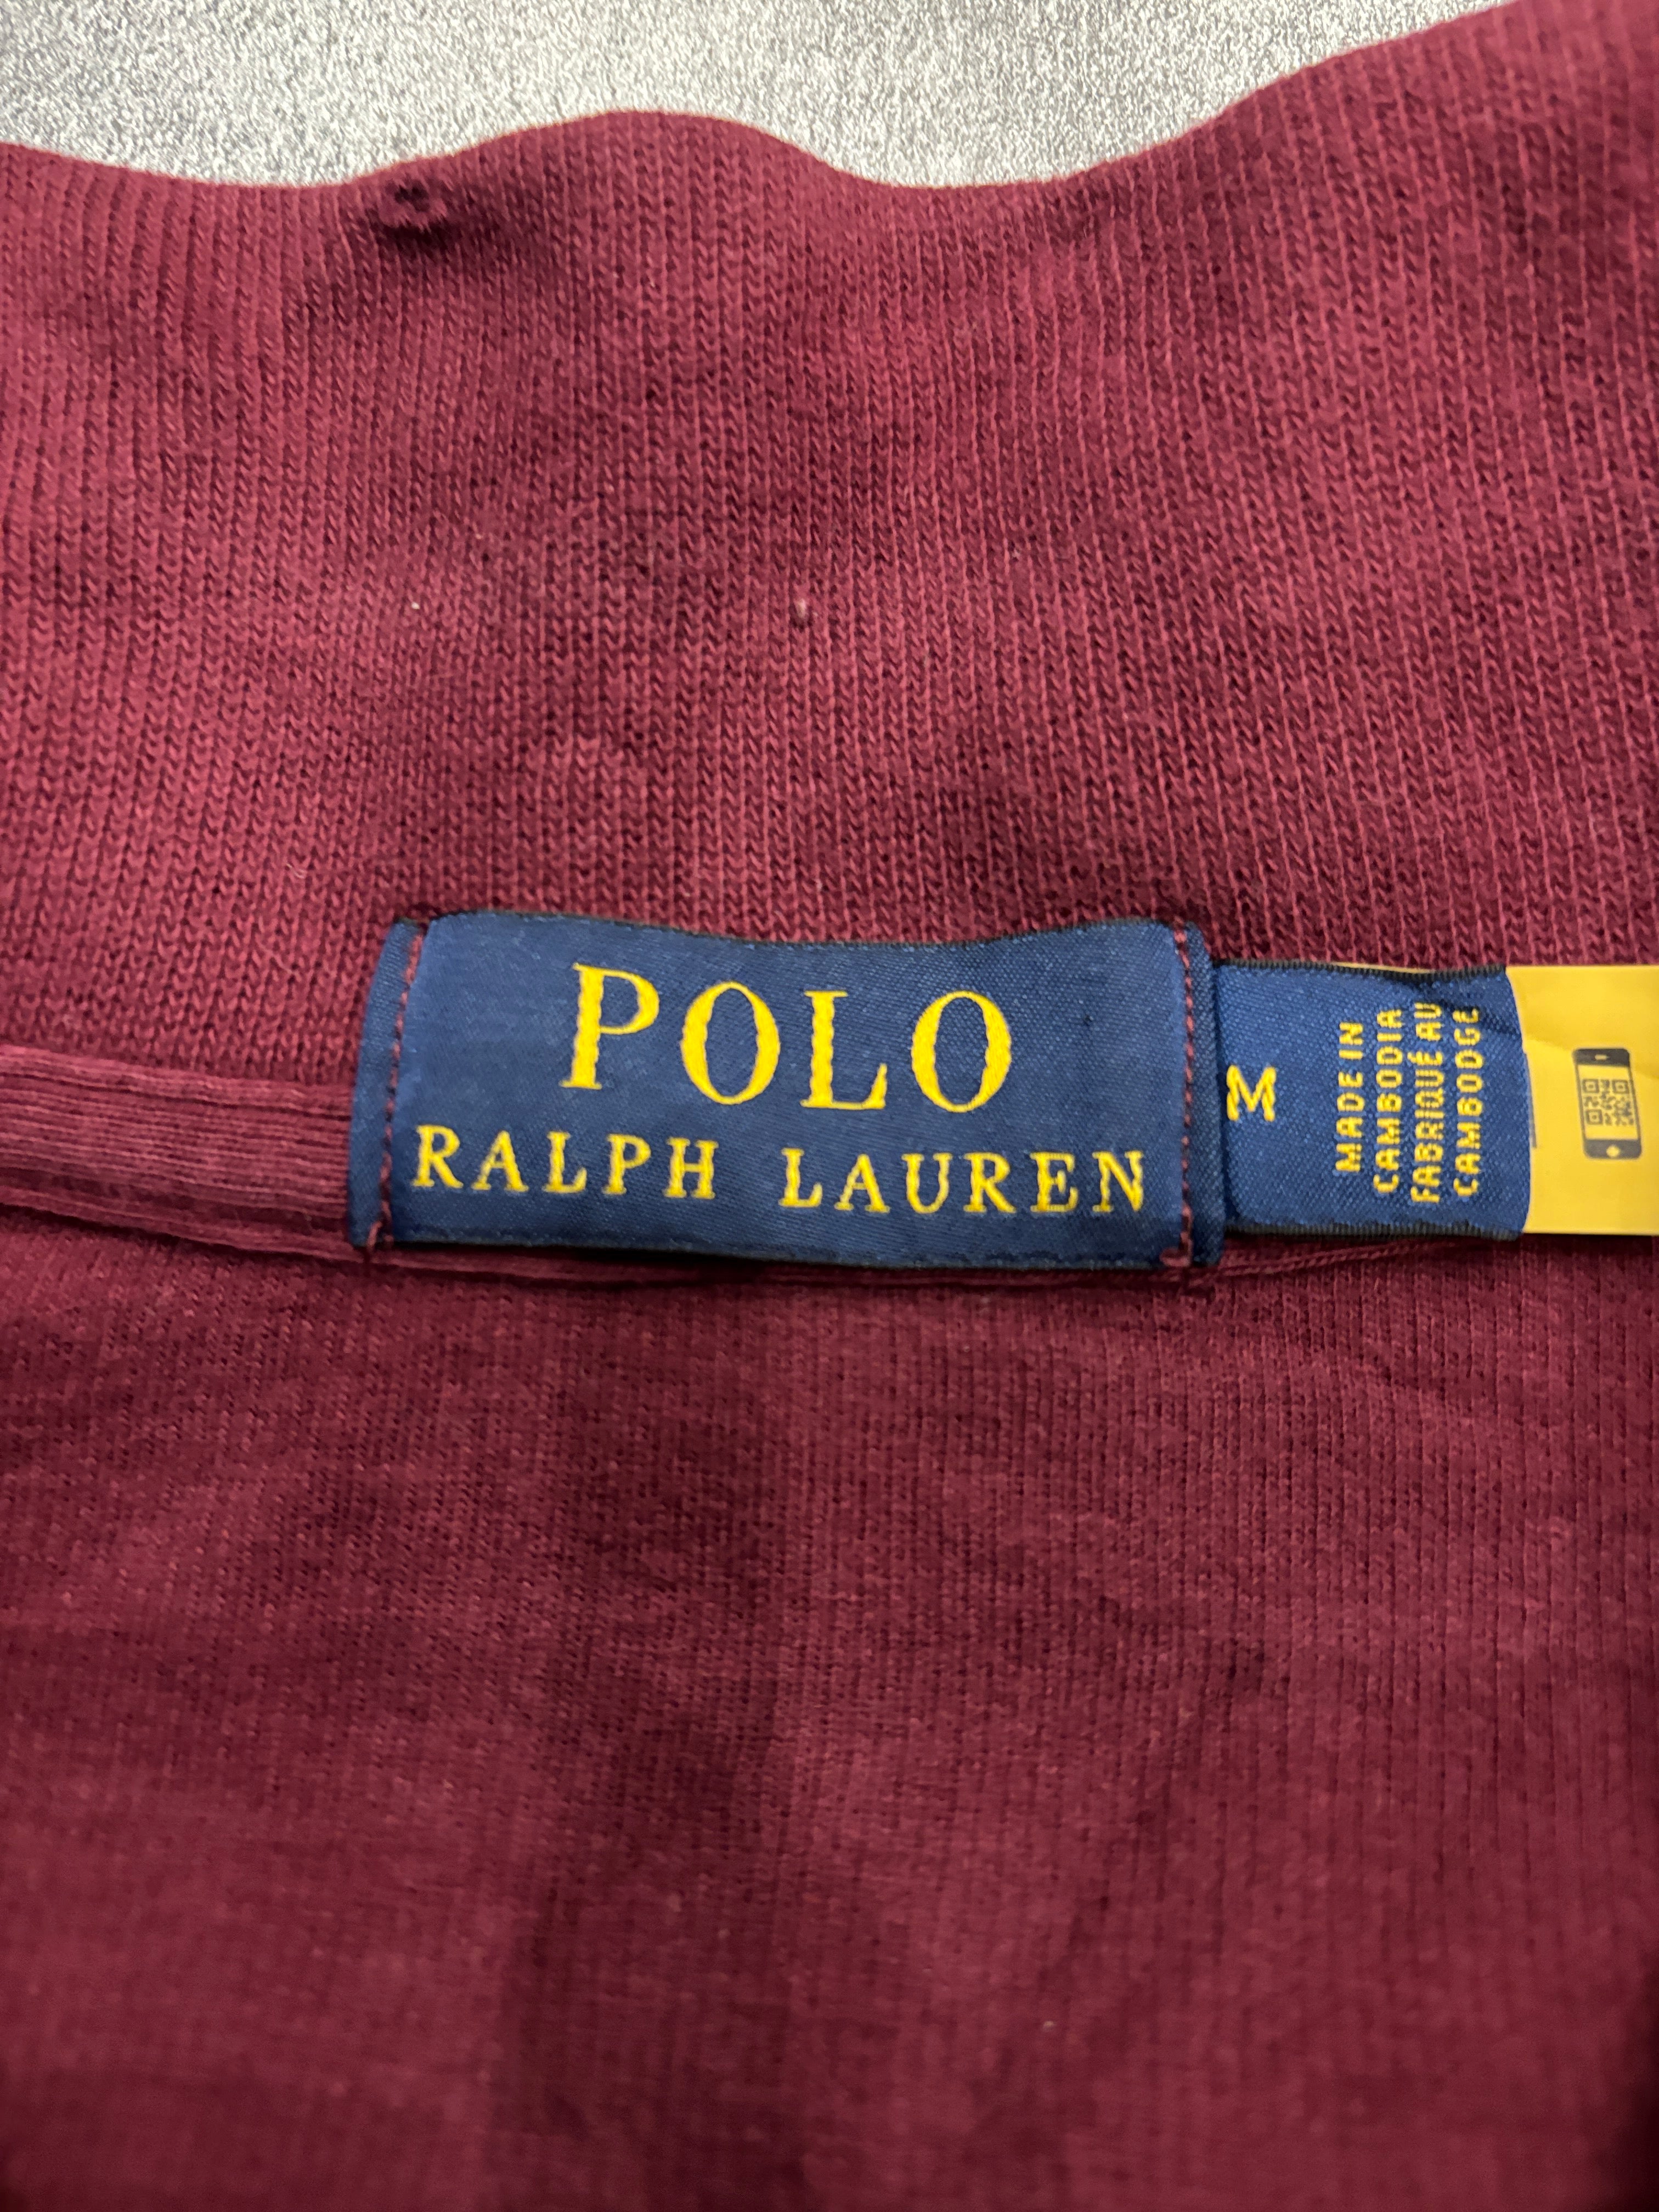 POLO
RALPH LAUREN
M
MADE IN
CAMBODIA
FABRIQUÉ AU
CAMBODGE